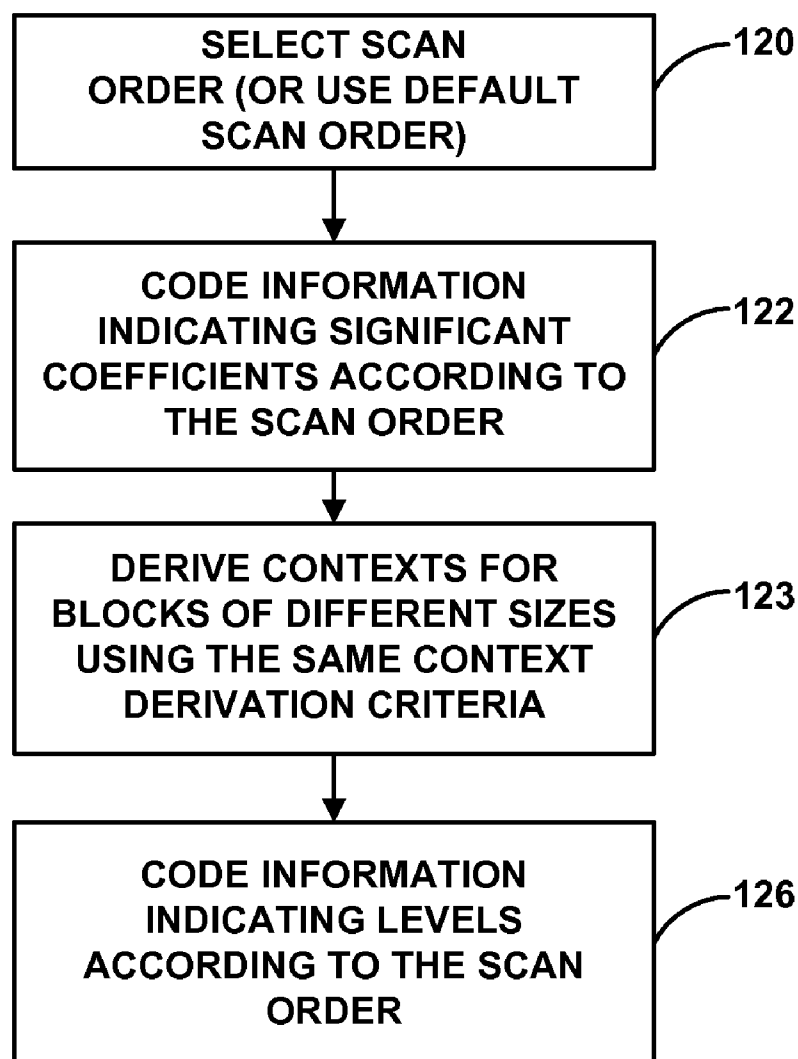 SELECT SCAN
ORDER (OR USE DEFAULT
SCAN ORDER)
120
CODE INFORMATION
INDICATING SIGNIFICANT
COEFFICIENTS ACCORDING TO
THE SCAN ORDER
122
DERIVE CONTEXTS FOR
BLOCKS OF DIFFERENT SIZES
USING THE SAME CONTEXT
DERIVATION CRITERIA
123
CODE INFORMATION
INDICATING LEVELS
ACCORDING TO THE SCAN
ORDER
126